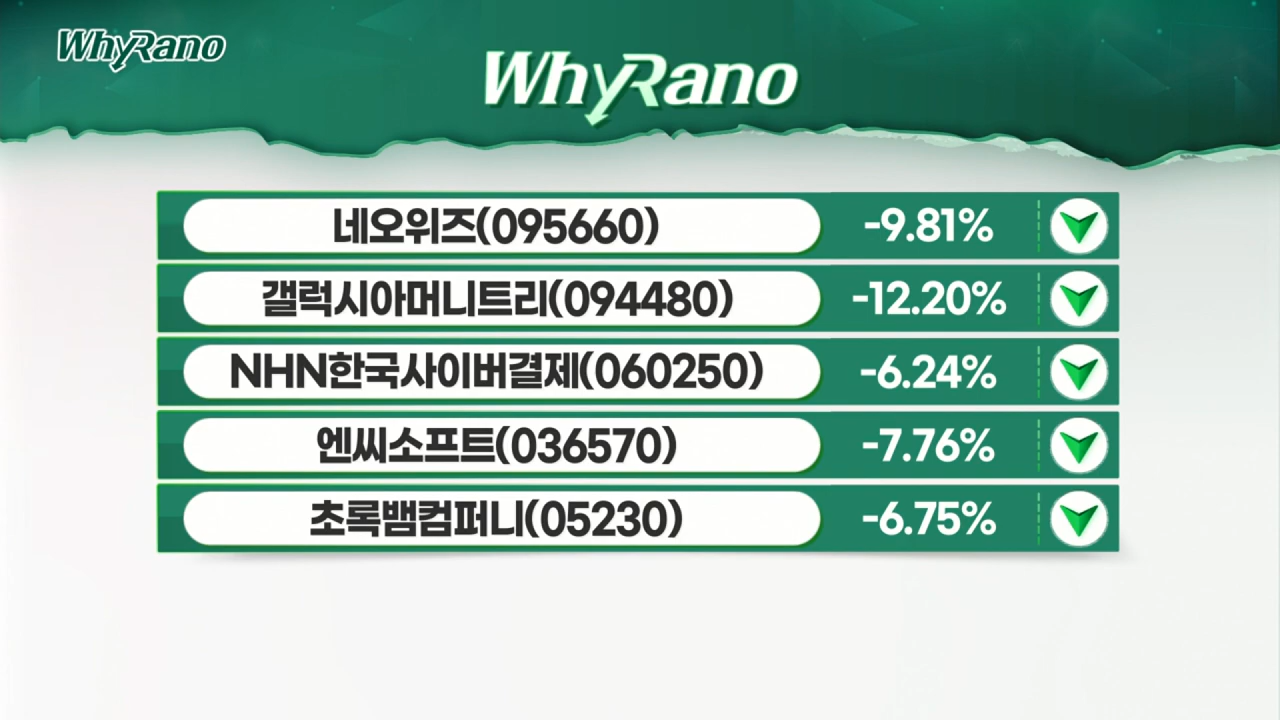 WhyRano
WhyRano
네오위즈(095660) -9.81%
갤럭시아머니트리(094480) -12.20%
NHN한국사이버결제(060250) -6.24%
엔씨소프트(036570) -7.76%
초록뱀컴퍼니(05230) -6.75%